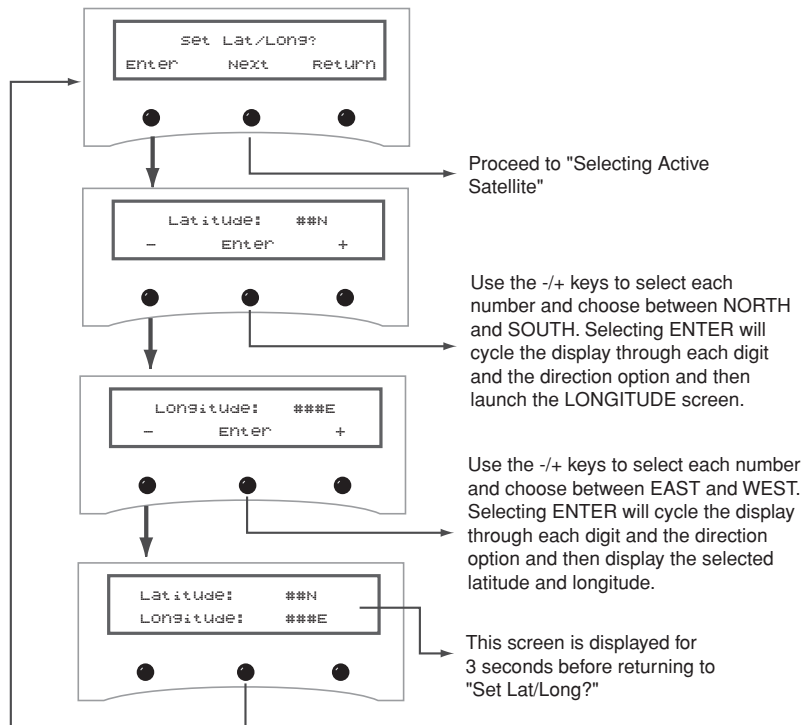 Set Lat/Long?
Enter Next Return
Proceed to "Selecting Active
Satellite"
Latitude: ##N
- Enter +
Use the -/+ keys to select each
number and choose between NORTH
and SOUTH. Selecting ENTER will
cycle the display through each digit
and the direction option and then
launch the LONGITUDE screen.
Longitude: ###E
- Enter +
Use the -/+ keys to select each number
and choose between EAST and WEST.
Selecting ENTER will cycle the display
through each digit and the direction
option and then display the selected
latitude and longitude.
Latitude: ##N
Longitude: ###E
This screen is displayed for
3 seconds before returning to
"Set Lat/Long?"